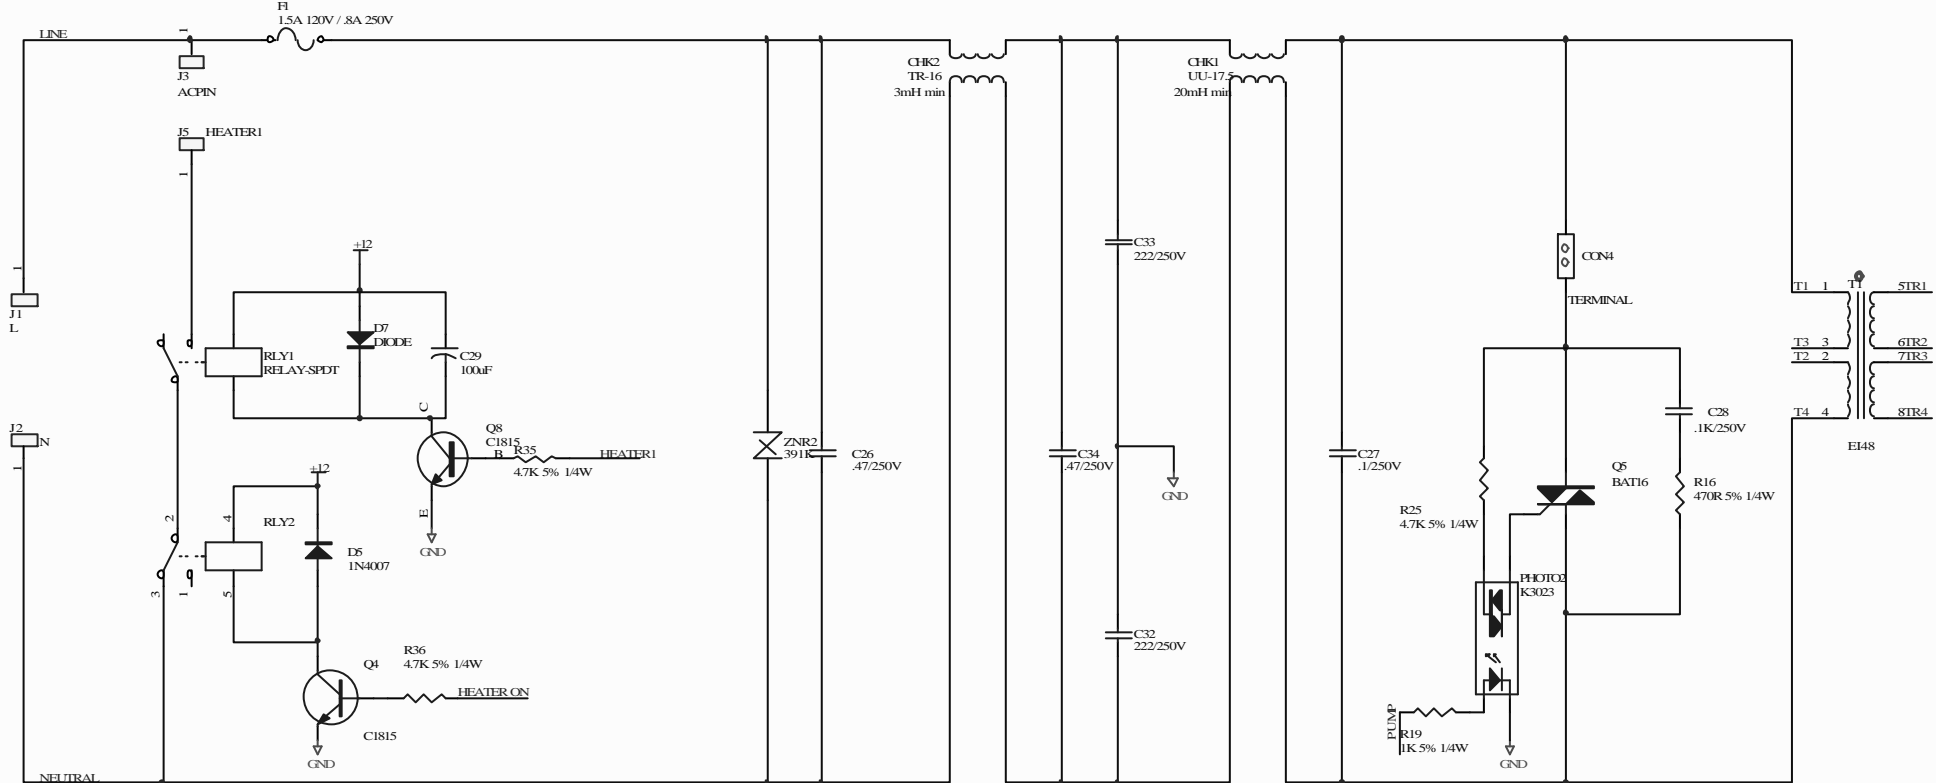 F1
1.5A 120V / .8A 250V
LINE
1
J3
ACPIN
J5 HEATER1
1
CHK2
TR-16
3mH min
CHK1
UU-17.5
20mH min
+12
C33
222/250V
CON4
TERMINAL
1
J1
L
D7
DIODE
RLY1
RELAY-SPDT
C29
100uF
T1 1 T1 5TR1
T3 3 6TR2
T2 2 7TR3
T4 4 8TR4
EI48
C
J2
N
1
Q8
C1815
B R35
4.7K 5% 1/4W
HEATER1
E
GND
ZNR2
391K
C26
.47/250V
C34
.47/250V
GND
C27
.1/250V
C28
.1K/250V
Q5
BAT16
R16
470R 5% 1/4W
R25
4.7K 5% 1/4W
+12
2
4
RLY2
D5
1N4007
3
1
5
PHOTO2
K3023
C32
222/250V
Q4
R36
4.7K 5% 1/4W
HEATER ON
C1815
GND
PUMP
R19
1K 5% 1/4W
GND
NEUTRAL